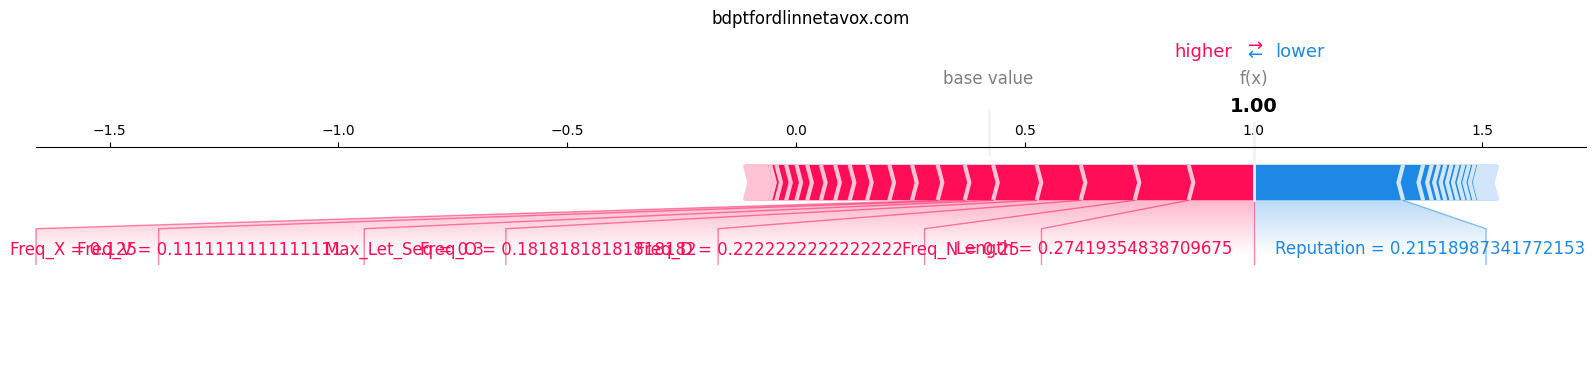 bdptfordlinnetavox.com
higher ⇄ lower
base value f(x)
1.00
−1.5 −1.0 −0.5 0.0 0.5 1.0 1.5
Freq_X = 0.125 Freq_V = 0.1111111111111111 Max_Let_Seq = 0.3 Freq_O = 0.18181818181818182 Freq_D = 0.2222222222222222 Freq_N = 0.25 Length = 0.27419354838709675 Reputation = 0.21518987341772153